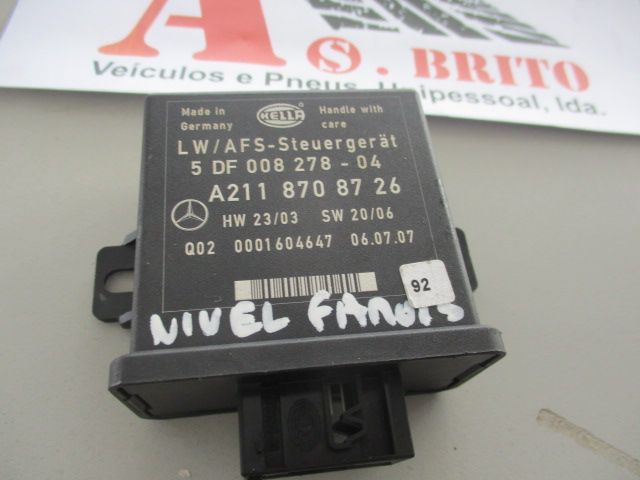 A S. BRITO
Veículos e Pneus, Unipessoal, lda.
Made in Germany
HELLA
Handle with care
LW/AFS-Steuergerät
5 DF 008 278 - 04
A211 870 87 26
HW 23/03 SW 20/06
Q02 0001604647 06.07.07
92
NIVEL FAROIS